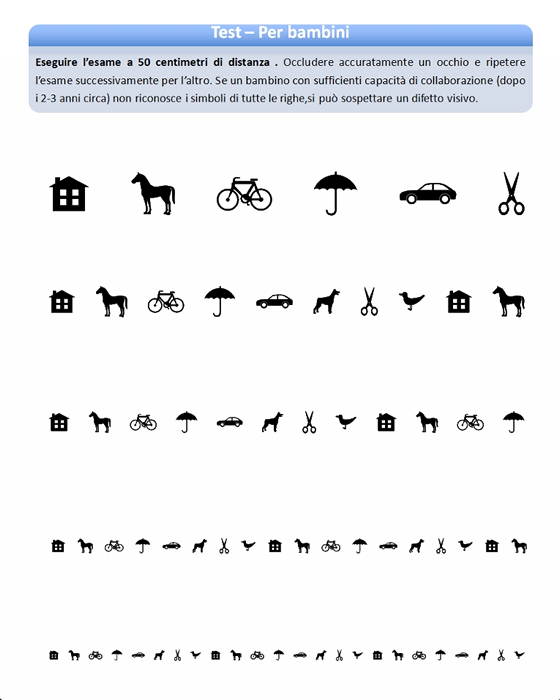 Test – Per bambini
Eseguire l'esame a 50 centimetri di distanza . Occludere accuratamente un occhio e ripetere
l'esame successivamente per l'altro. Se un bambino con sufficienti capacità di collaborazione (dopo
i 2-3 anni circa) non riconosce i simboli di tutte le righe,si può sospettare un difetto visivo.